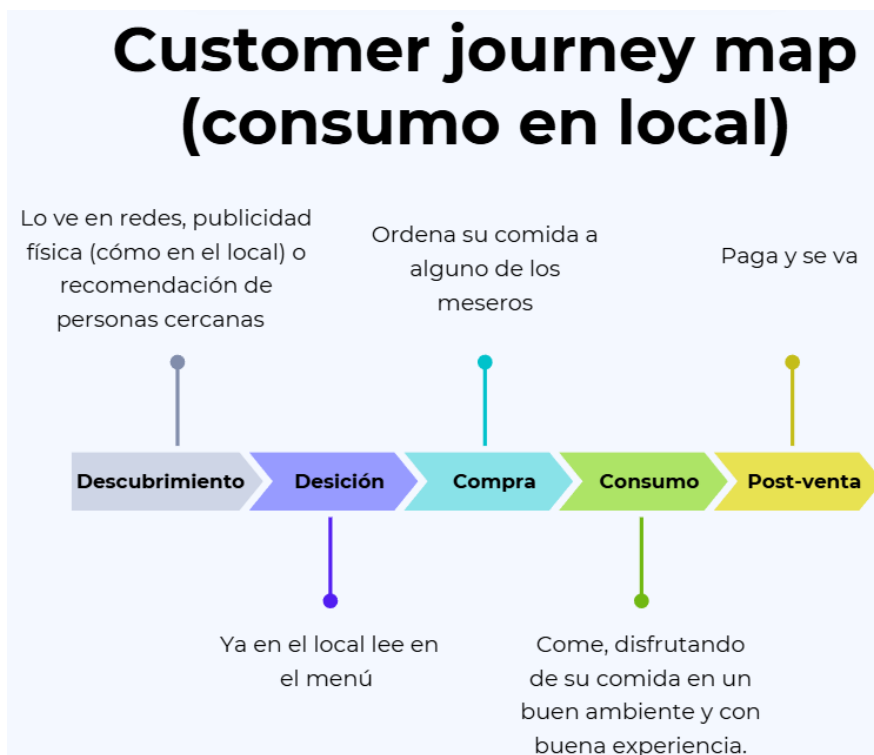 Customer journey map
(consumo en local)
Lo ve en redes, publicidad
física (cómo en el local) o
recomendación de
personas cercanas
Ordena su comida a
alguno de los
meseros
Paga y se va
Descubrimiento
Desición
Compra
Consumo
Post-venta
Ya en el local lee en
el menú
Come, disfrutando
de su comida en un
buen ambiente y con
buena experiencia.